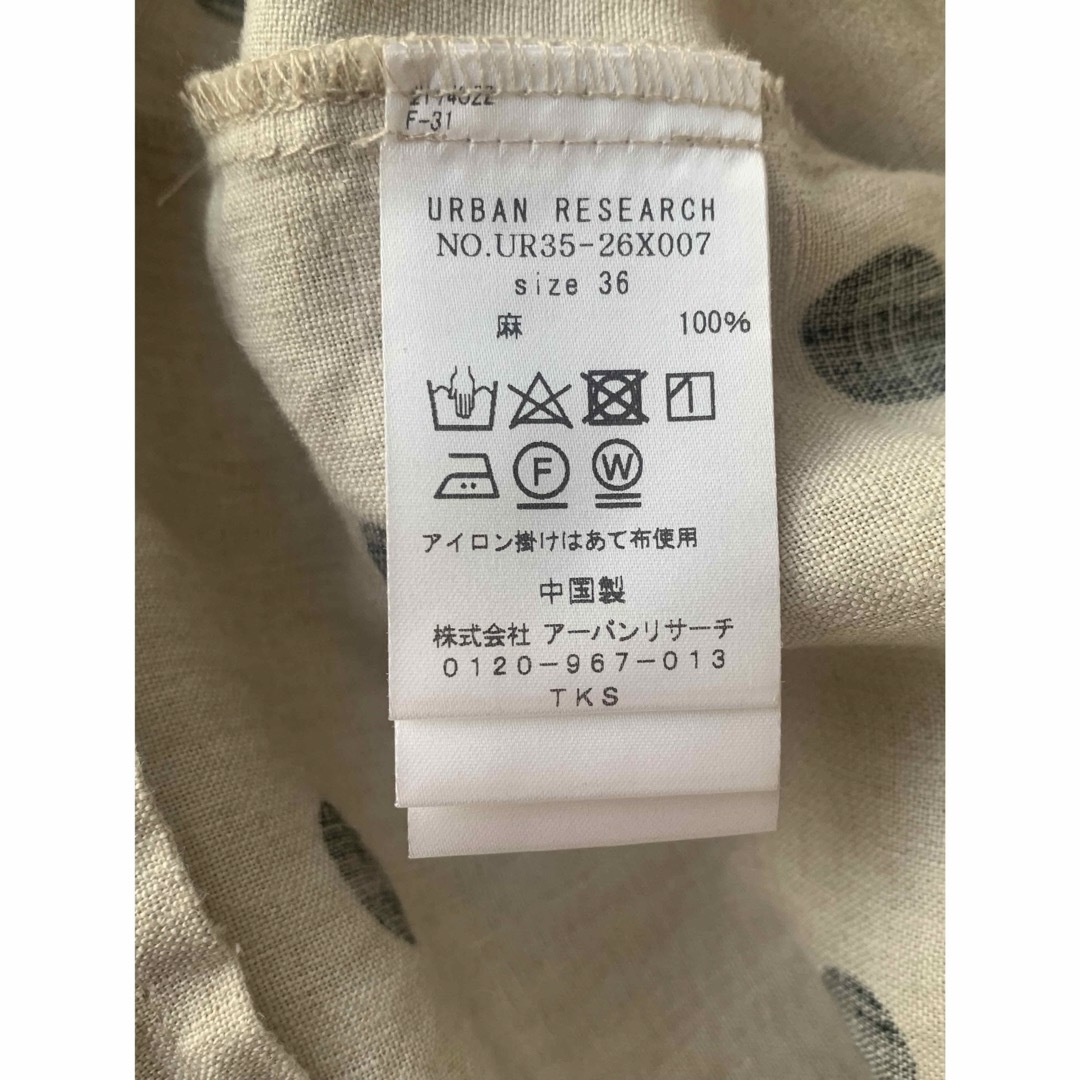 F-31
URBAN RESEARCH
NO.UR35-26X007
size 36
麻 100%
F W
アイロン掛けはあて布使用
中国製
株式会社 アーバンリサーチ
0120-967-013
TKS